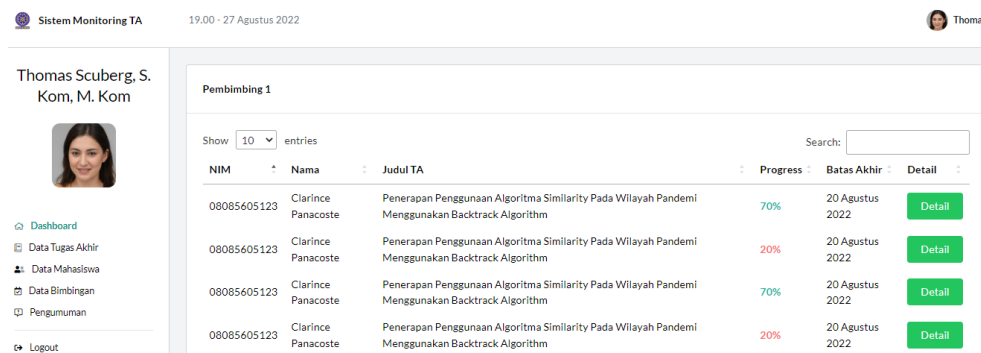 Sistem Monitoring TA
19.00 - 27 Agustus 2022
Thoma
Thomas Scuberg, S.
Kom, M. Kom
Dashboard
Data Tugas Akhir
Data Mahasiswa
Data Bimbingan
Pengumuman
Logout
Pembimbing 1
Show 10 entries
Search:
NIM Nama Judul TA Progress Batas Akhir Detail
08085605123 Clarince Panacoste Penerapan Penggunaan Algoritma Similarity Pada Wilayah Pandemi
Menggunakan Backtrack Algorithm 70% 20 Agustus 2022 Detail
08085605123 Clarince Panacoste Penerapan Penggunaan Algoritma Similarity Pada Wilayah Pandemi
Menggunakan Backtrack Algorithm 20% 20 Agustus 2022 Detail
08085605123 Clarince Panacoste Penerapan Penggunaan Algoritma Similarity Pada Wilayah Pandemi
Menggunakan Backtrack Algorithm 70% 20 Agustus 2022 Detail
08085605123 Clarince Panacoste Penerapan Penggunaan Algoritma Similarity Pada Wilayah Pandemi
Menggunakan Backtrack Algorithm 20% 20 Agustus 2022 Detail